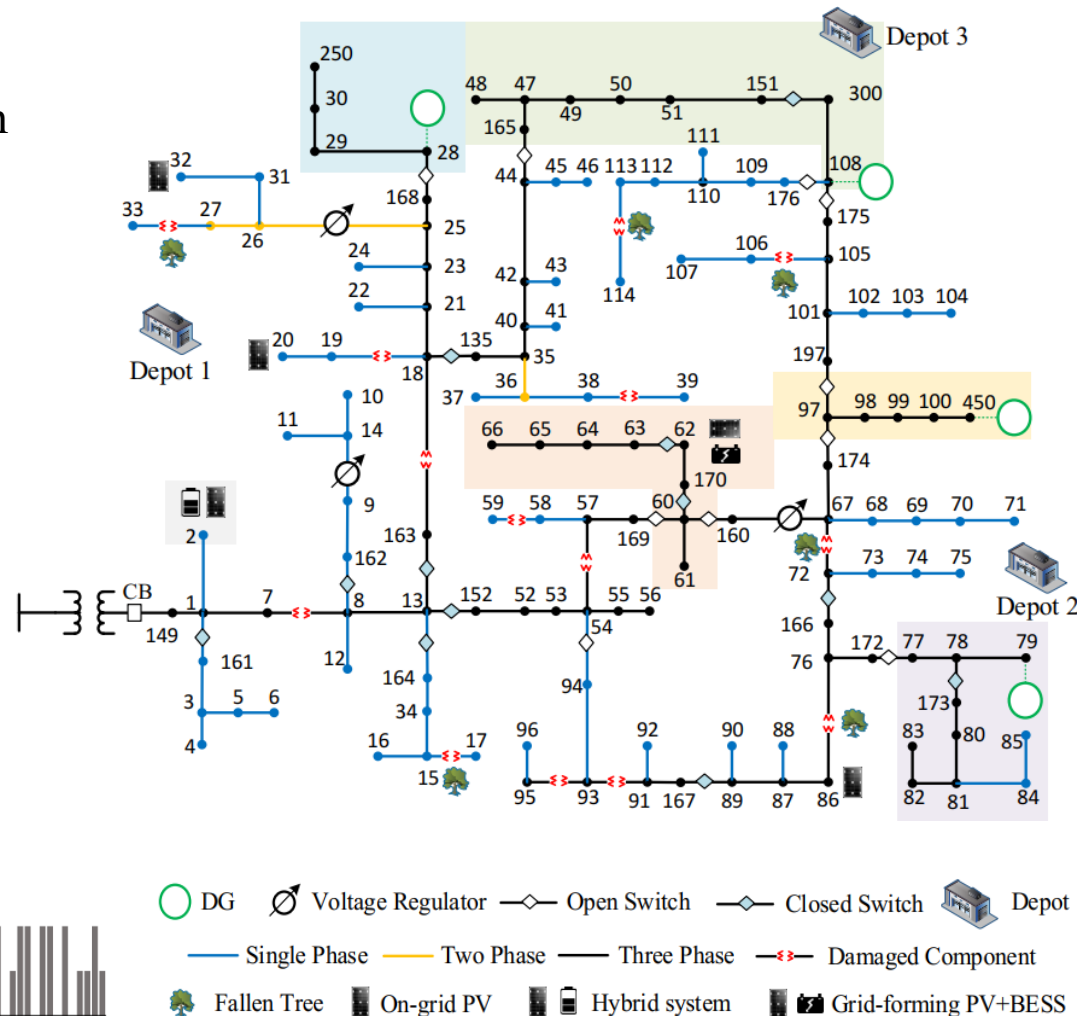 n
Depot 3
250
48 47 50 151 300
30
49 51
165
29 28
111
32 31
44 45 46 113 112 109 108
168
110 176
33 27 25
175
26
24 23
106 105
107
42 43
114
22 21
40 41
101 102 103 104
20 19 135 35
197
Depot 1
18
36 38 39
37
10
97 98 99 100 450
11 14
66 65 64 63 62
170
174
9
59 58 57 60
67 68 69 70 71
163
169 160
2
162
61
72 73 74 75
CB
1 7 8 13 152 52 53 55 56
Depot 2
149
54
166
161
12
164
76 172 77 78 79
94
3 5 6
34
173
4
96 92 90 88
83 80 85
16 17
15
95 93 91 167 89 87 86
82 81 84
DG
Voltage Regulator
Open Switch
Closed Switch
Depot
Single Phase
Two Phase
Three Phase
Damaged Component
Fallen Tree
On-grid PV
Hybrid system
Grid-forming PV+BESS